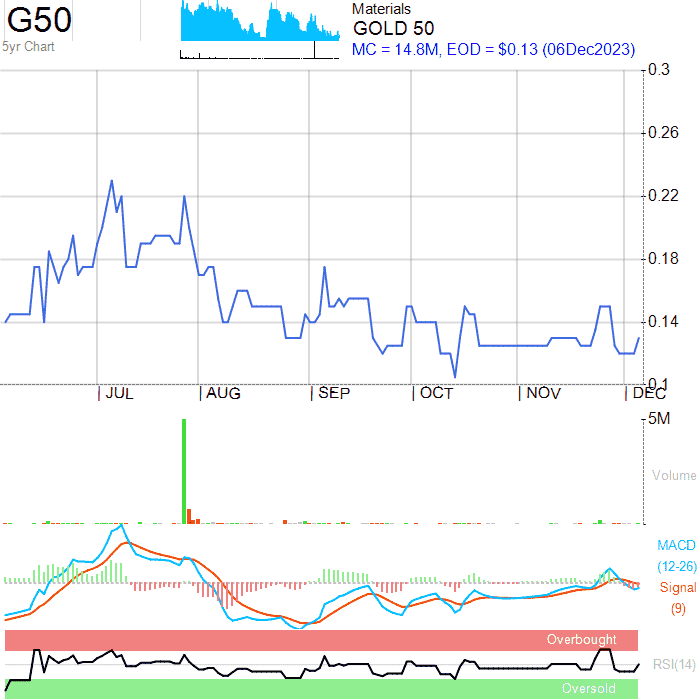 G50
5yr Chart
Materials
GOLD 50
MC = 14.8M, EOD = $0.13 (06Dec2023)
0.3
0.26
0.22
0.18
0.14
0.1
JUL AUG SEP OCT NOV DEC
5M
Volume
MACD
(12-26)
Signal
(9)
Overbought
RSI(14)
Oversold